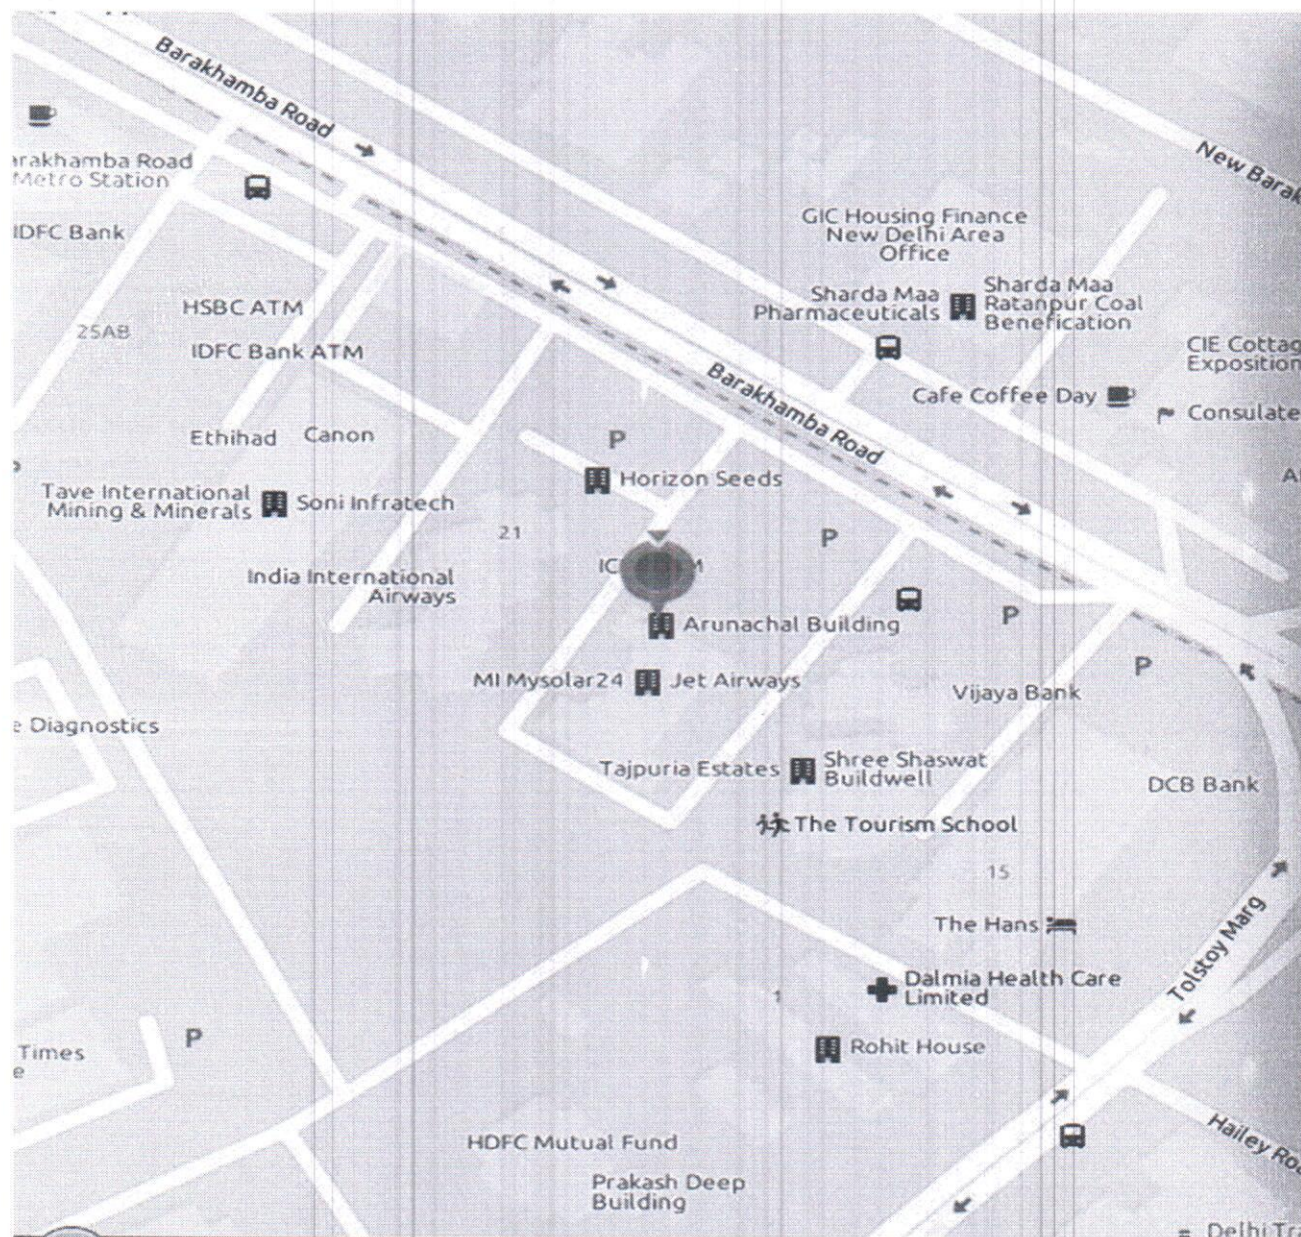 Barakhamba Road
New Barak
arakhamba Road
Metro Station
IDFC Bank
GIC Housing Finance
New Delhi Area
Office
Sharda Maa
Pharmaceuticals
Sharda Maa
Ratanpur Coal
Benefication
HSBC ATM
25AB
IDFC Bank ATM
CIE Cottag
Exposition
Barakhamba Road
Cafe Coffee Day
Consulate
Ethihad
Canon
P
P
Horizon Seeds
Tave International
Mining & Minerals
Soni Infratech
21
P
IC
M
India International
Airways
P
Arunachal Building
P
MI Mysolar24
Jet Airways
Vijaya Bank
e Diagnostics
Tajpuria Estates
Shree Shaswat
Buildwell
DCB Bank
The Tourism School
15
The Hans
Tolstoy Marg
Dalmia Health Care
Limited
1
P
Rohit House
Times
e
HDFC Mutual Fund
Hailey Ro
Prakash Deep
Building
Delhi Tr